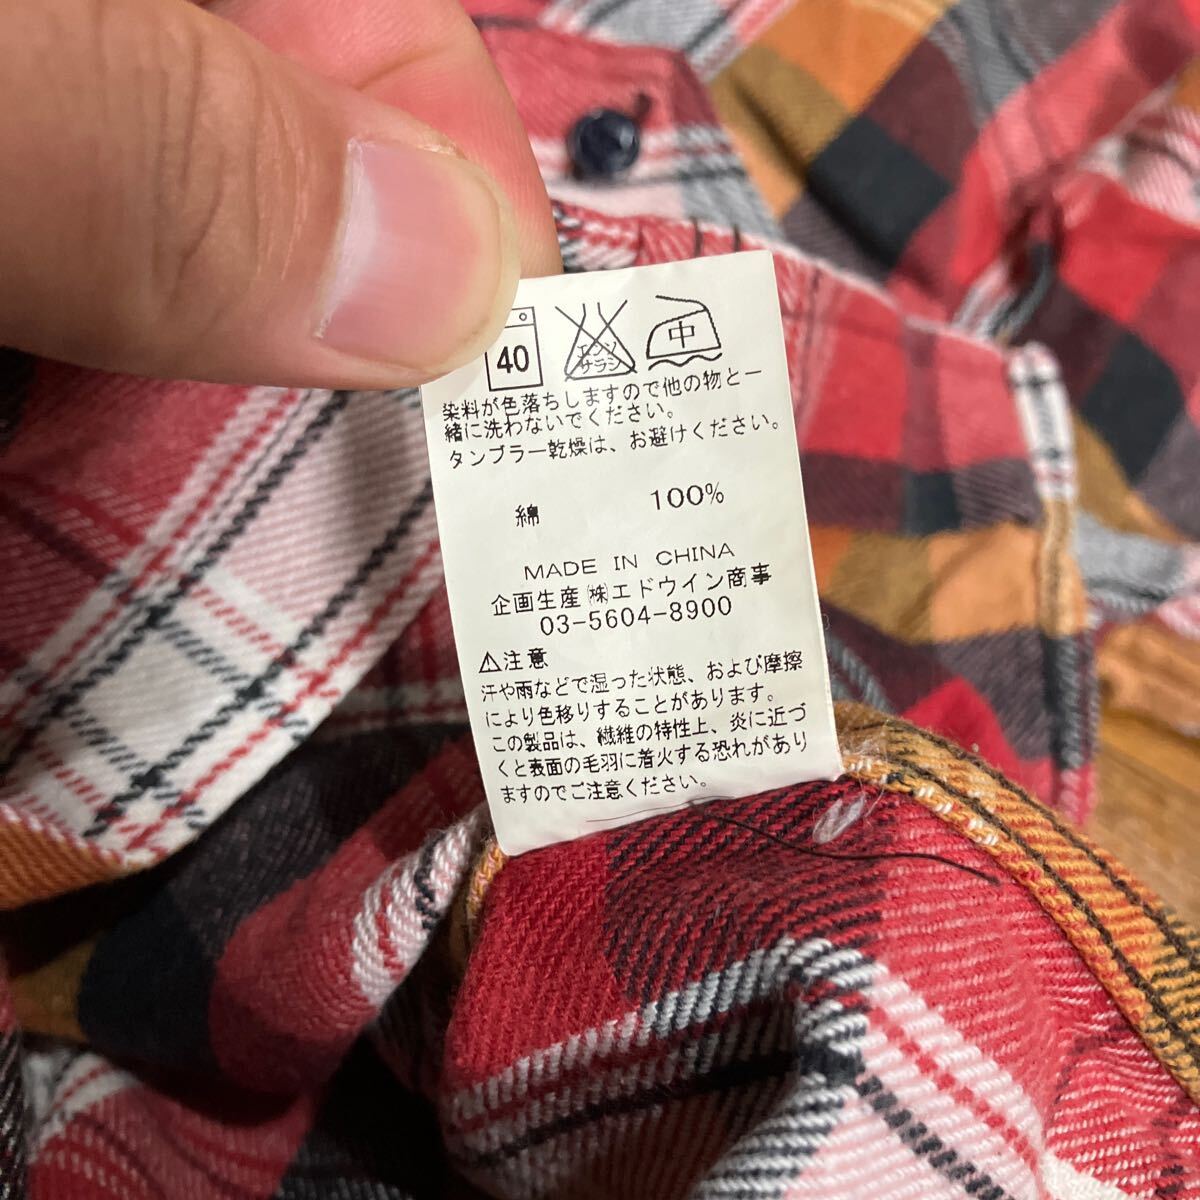 40
エンソ
サラシ
中
染料が色落ちしますので他の物と一
緒に洗わないでください。
タンブラー乾燥は、お避けください。
綿 100%
MADE IN CHINA
企画生産 ㈱エドウイン商事
03-5604-8900
⚠注意
汗や雨などで湿った状態、および摩擦
により色移りすることがあります。
この製品は、繊維の特性上、炎に近づ
くと表面の毛羽に着火する恐れがあり
ますのでご注意ください。